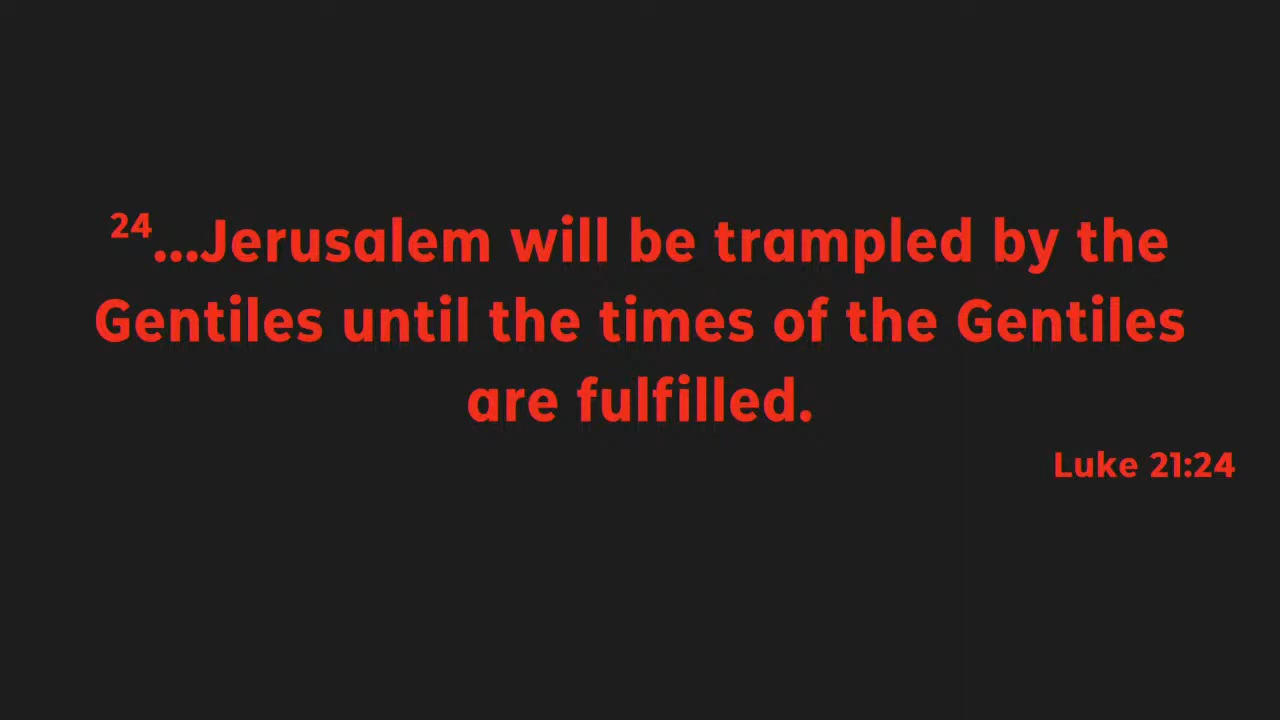 24...Jerusalem will be trampled by the
Gentiles until the times of the Gentiles
are fulfilled.
Luke 21:24